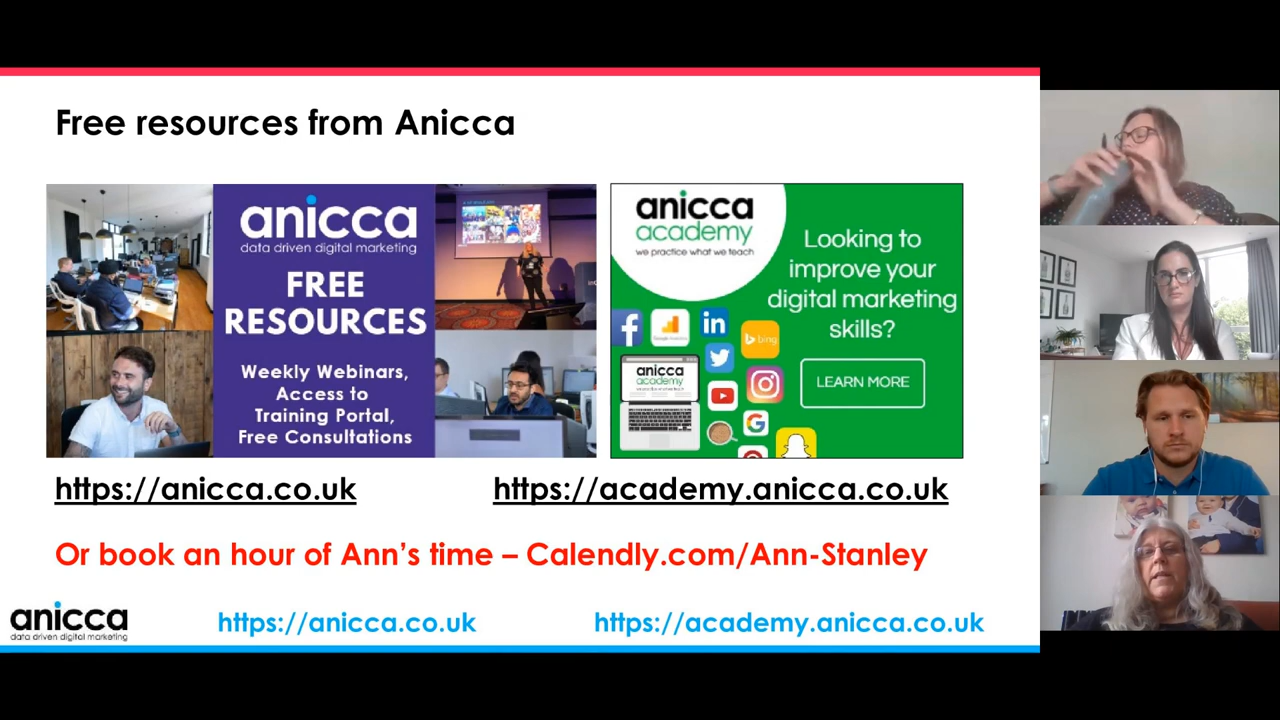 Free resources from Anicca
anicca
data driven digital marketing
FREE
RESOURCES
Weekly Webinars,
Access to
Training Portal,
Free Consultations
anicca
academy
we practice what we teach
Looking to
improve your
digital marketing
skills?
LEARN MORE
in
bing
anicca
academy
https://anicca.co.uk
https://academy.anicca.co.uk
Or book an hour of Ann’s time – Calendly.com/Ann-Stanley
anicca
data driven digital marketing
https://anicca.co.uk
https://academy.anicca.co.uk